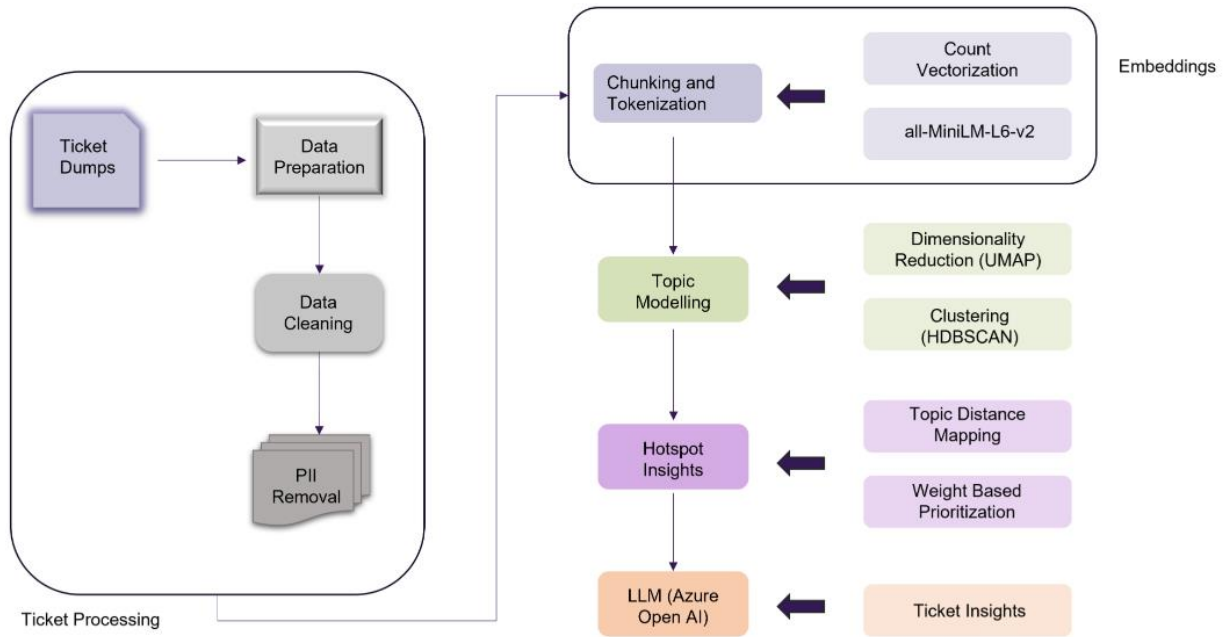 Ticket
Dumps
Data
Preparation
Data
Cleaning
PII
Removal
Ticket Processing
Chunking and
Tokenization
Count
Vectorization
all-MiniLM-L6-v2
Embeddings
Topic
Modelling
Dimensionality
Reduction (UMAP)
Clustering
(HDBSCAN)
Hotspot
Insights
Topic Distance
Mapping
Weight Based
Prioritization
LLM (Azure
Open AI)
Ticket Insights